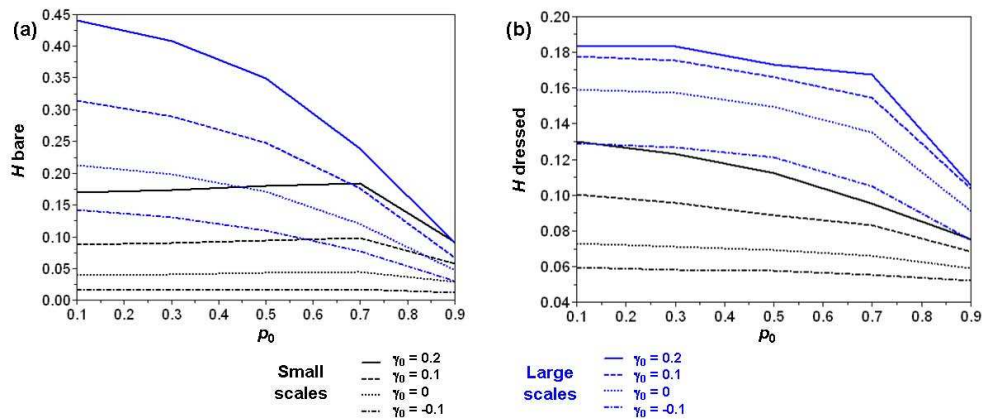 (a)
H bare
0.45
0.40
0.35
0.30
0.25
0.20
0.15
0.10
0.05
0.00
0.1 0.2 0.3 0.4 0.5 0.6 0.7 0.8 0.9
p₀
(b)
H dressed
0.20
0.18
0.16
0.14
0.12
0.10
0.08
0.06
0.04
0.1 0.2 0.3 0.4 0.5 0.6 0.7 0.8 0.9
p₀
Small scales
γ₀ = 0.2
γ₀ = 0.1
γ₀ = 0
γ₀ = -0.1
Large scales
γ₀ = 0.2
γ₀ = 0.1
γ₀ = 0
γ₀ = -0.1